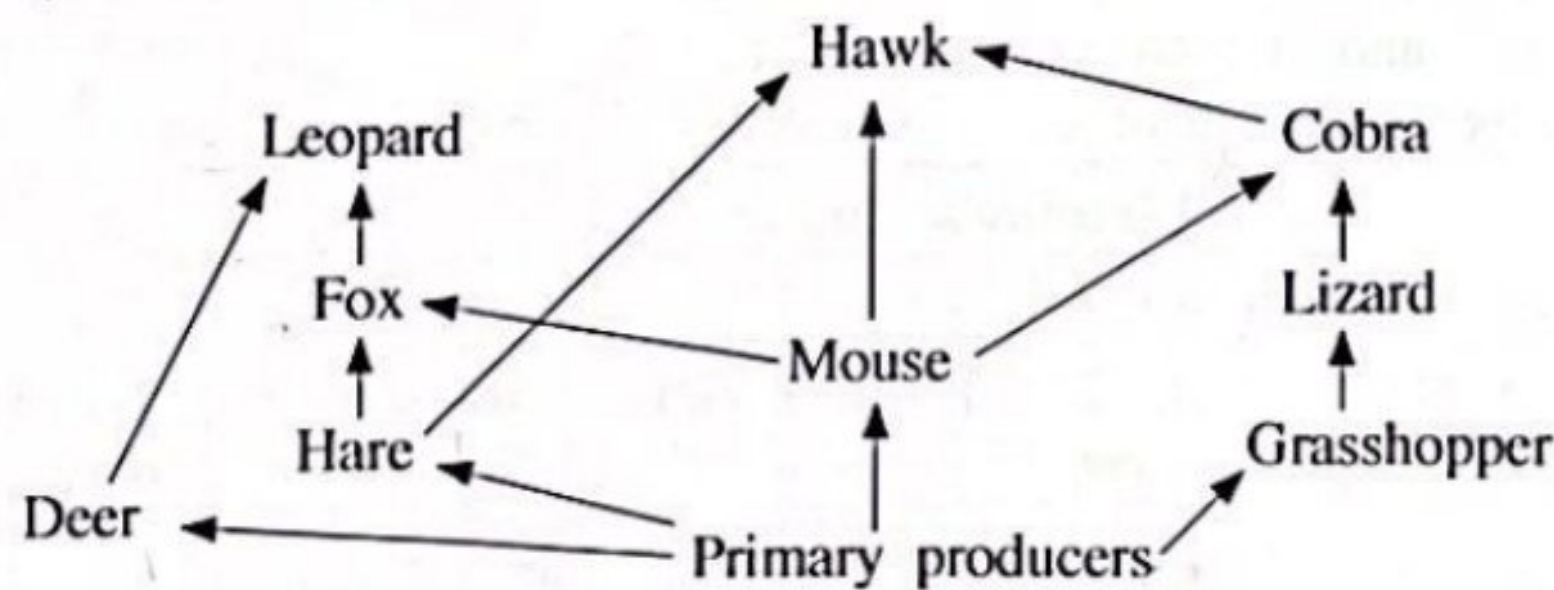 Hawk
Leopard
Cobra
Fox
Lizard
Mouse
Hare
Grasshopper
Deer
Primary producers